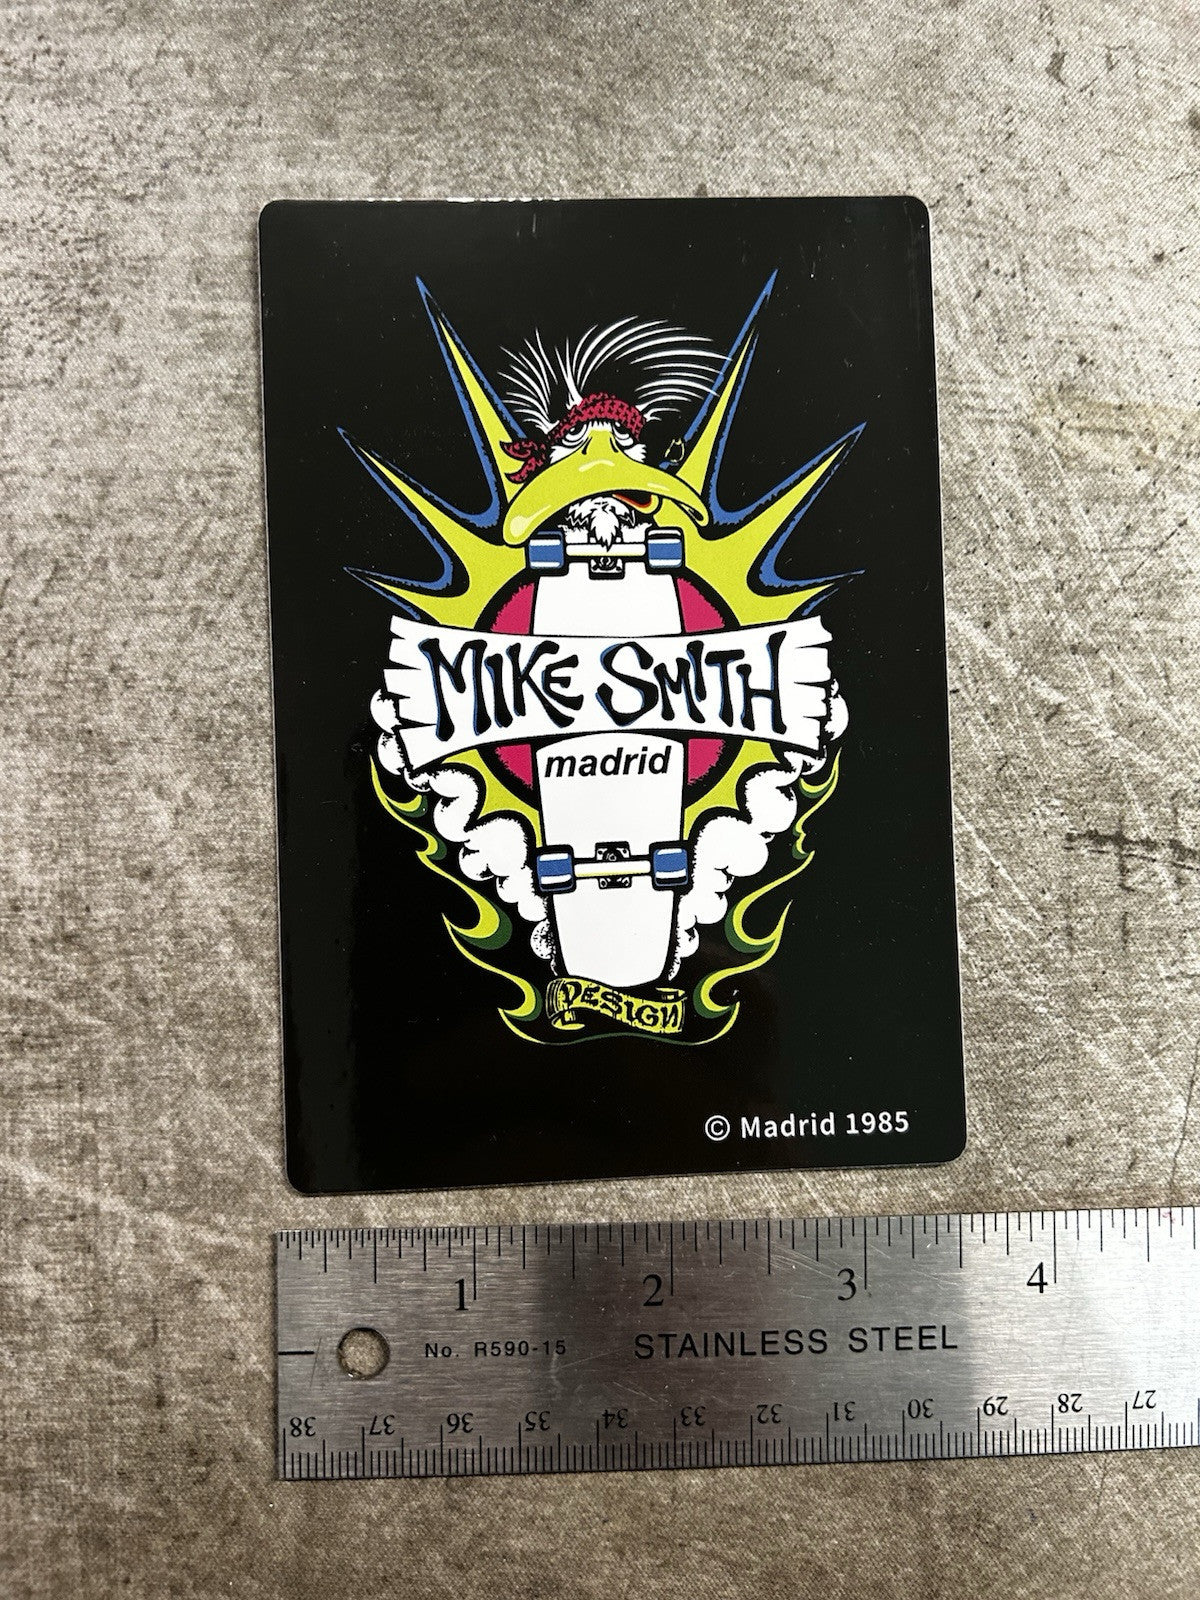 MIKE SMITH
madrid
DESIGN
© Madrid 1985
1 2 3 4
No. R590-15 STAINLESS STEEL
38 37 36 35 34 33 32 31 30 29 28 27